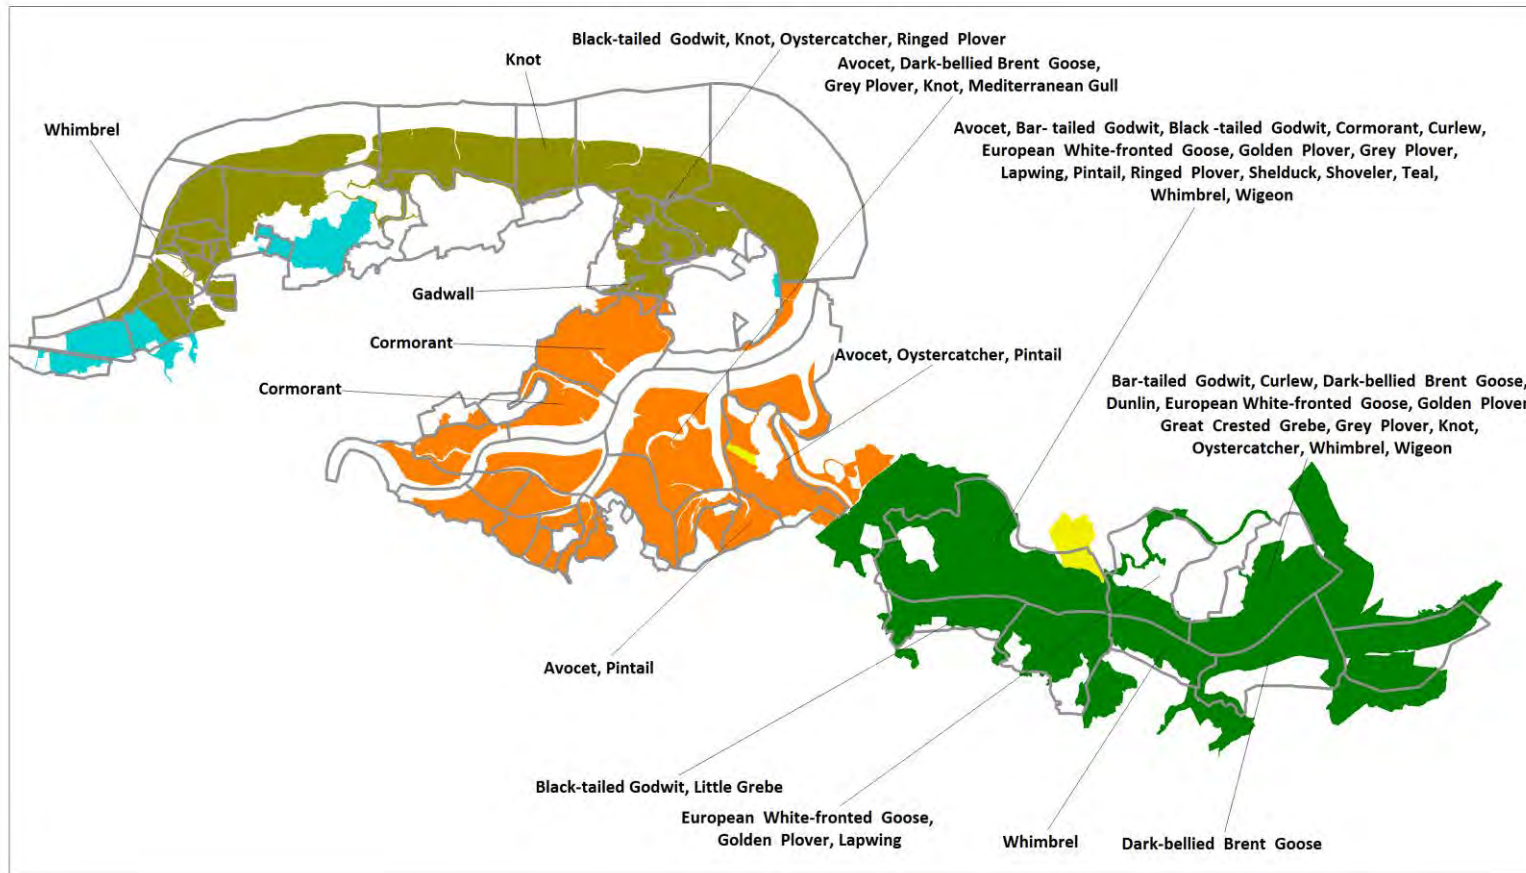 Black-tailed Godwit, Knot, Oystercatcher, Ringed Plover
Knot
Avocet, Dark-bellied Brent Goose,
Grey Plover, Knot, Mediterranean Gull
Whimbrel
Avocet, Bar- tailed Godwit, Black -tailed Godwit, Cormorant, Curlew,
European White-fronted Goose, Golden Plover, Grey Plover,
Lapwing, Pintail, Ringed Plover, Shelduck, Shoveler, Teal,
Whimbrel, Wigeon
Gadwall
Cormorant
Avocet, Oystercatcher, Pintail
Cormorant
Bar-tailed Godwit, Curlew, Dark-bellied Brent Goose,
Dunlin, European White-fronted Goose, Golden Plover
Great Crested Grebe, Grey Plover, Knot,
Oystercatcher, Whimbrel, Wigeon
Avocet, Pintail
Black-tailed Godwit, Little Grebe
European White-fronted Goose,
Golden Plover, Lapwing
Whimbrel
Dark-bellied Brent Goose